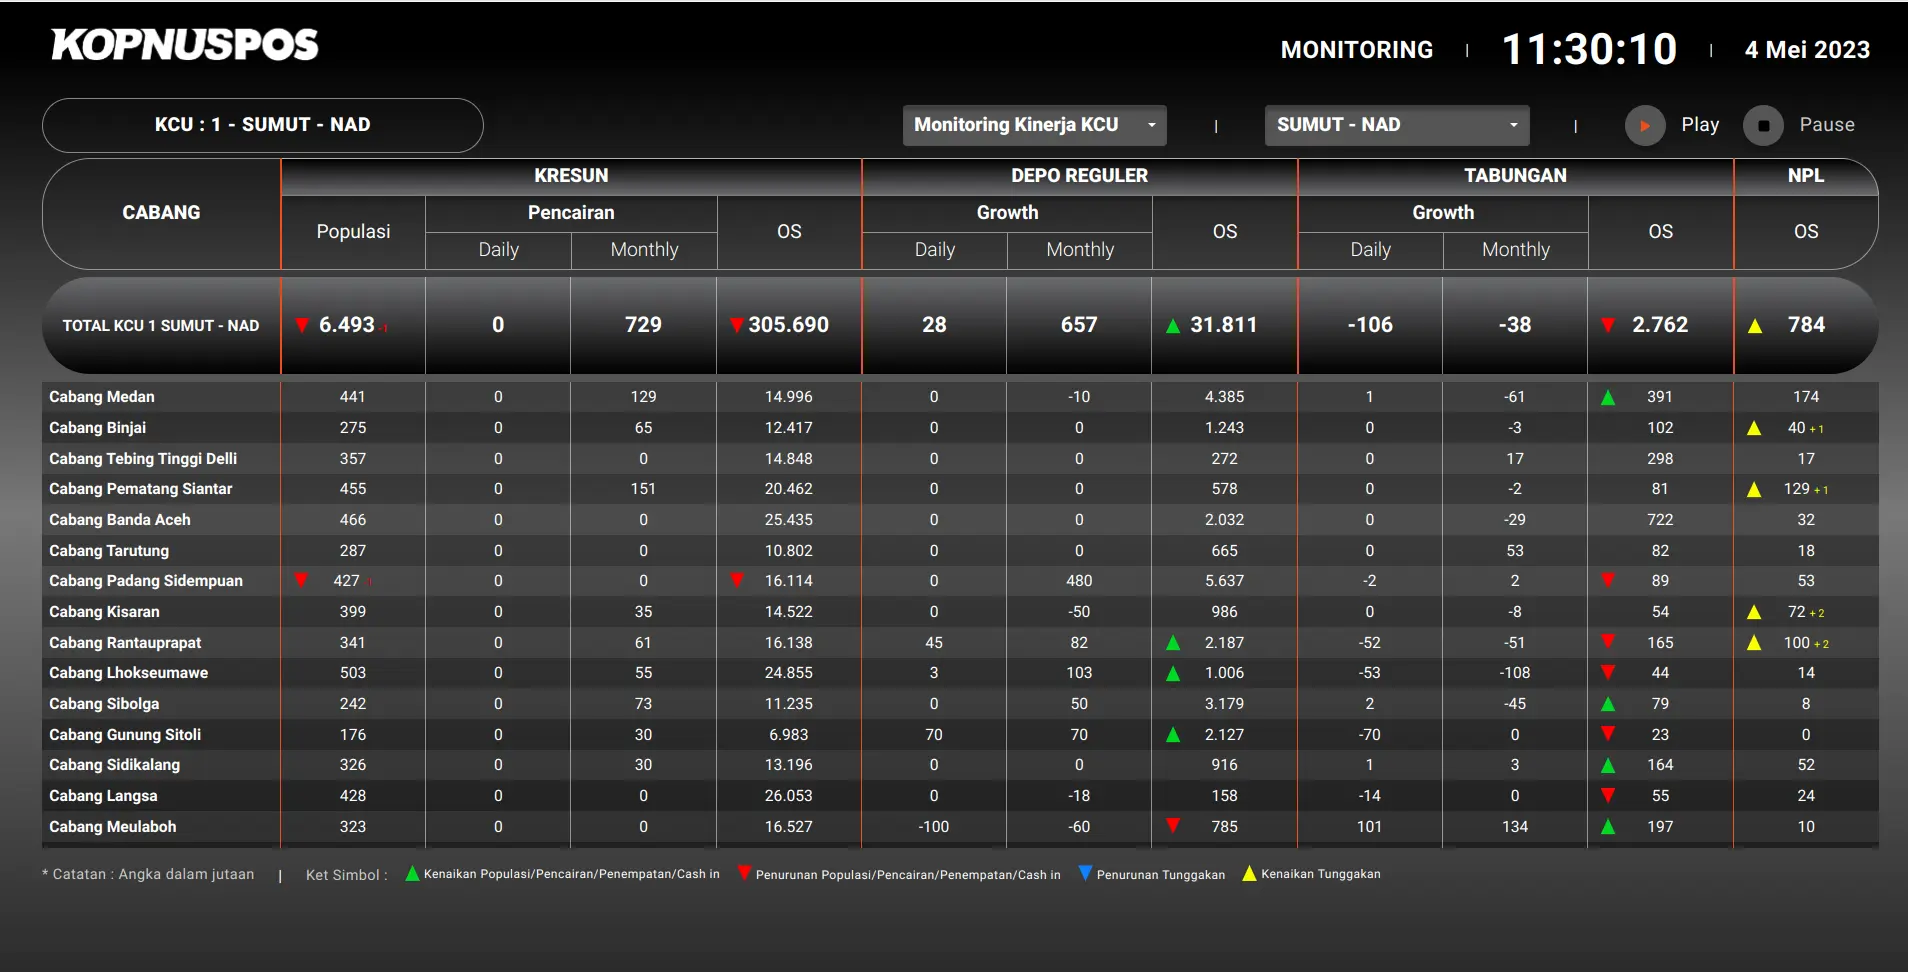 KOPNUSPOS
MONITORING | 11:30:10 | 4 Mei 2023
KCU : 1 - SUMUT - NAD
Monitoring Kinerja KCU | SUMUT - NAD | Play Pause
CABANG KRESUN DEPO REGULER TABUNGAN NPL
Populasi Pencairan OS Growth OS Growth OS OS
Daily Monthly Daily Monthly Daily Monthly
TOTAL KCU 1 SUMUT - NAD 6.493 -1 0 729 305.690 28 657 31.811 -106 -38 2.762 784
Cabang Medan 441 0 129 14.996 0 -10 4.385 1 -61 391 174
Cabang Binjai 275 0 65 12.417 0 0 1.243 0 -3 102 40 +1
Cabang Tebing Tinggi Delli 357 0 0 14.848 0 0 272 0 17 298 17
Cabang Pematang Siantar 455 0 151 20.462 0 0 578 0 -2 81 129 +1
Cabang Banda Aceh 466 0 0 25.435 0 0 2.032 0 -29 722 32
Cabang Tarutung 287 0 0 10.802 0 0 665 0 53 82 18
Cabang Padang Sidempuan 427 0 0 16.114 0 480 5.637 -2 2 89 53
Cabang Kisaran 399 0 35 14.522 0 -50 986 0 -8 54 72 +2
Cabang Rantauprapat 341 0 61 16.138 45 82 2.187 -52 -51 165 100 +2
Cabang Lhokseumawe 503 0 55 24.855 3 103 1.006 -53 -108 44 14
Cabang Sibolga 242 0 73 11.235 0 50 3.179 2 -45 79 8
Cabang Gunung Sitoli 176 0 30 6.983 70 70 2.127 -70 0 23 0
Cabang Sidikalang 326 0 30 13.196 0 0 916 1 3 164 52
Cabang Langsa 428 0 0 26.053 0 -18 158 -14 0 55 24
Cabang Meulaboh 323 0 0 16.527 -100 -60 785 101 134 197 10
* Catatan : Angka dalam jutaan | Ket Simbol : Kenaikan Populasi/Pencairan/Penempatan/Cash in Penurunan Populasi/Pencairan/Penempatan/Cash in Penurunan Tunggakan Kenaikan Tunggakan